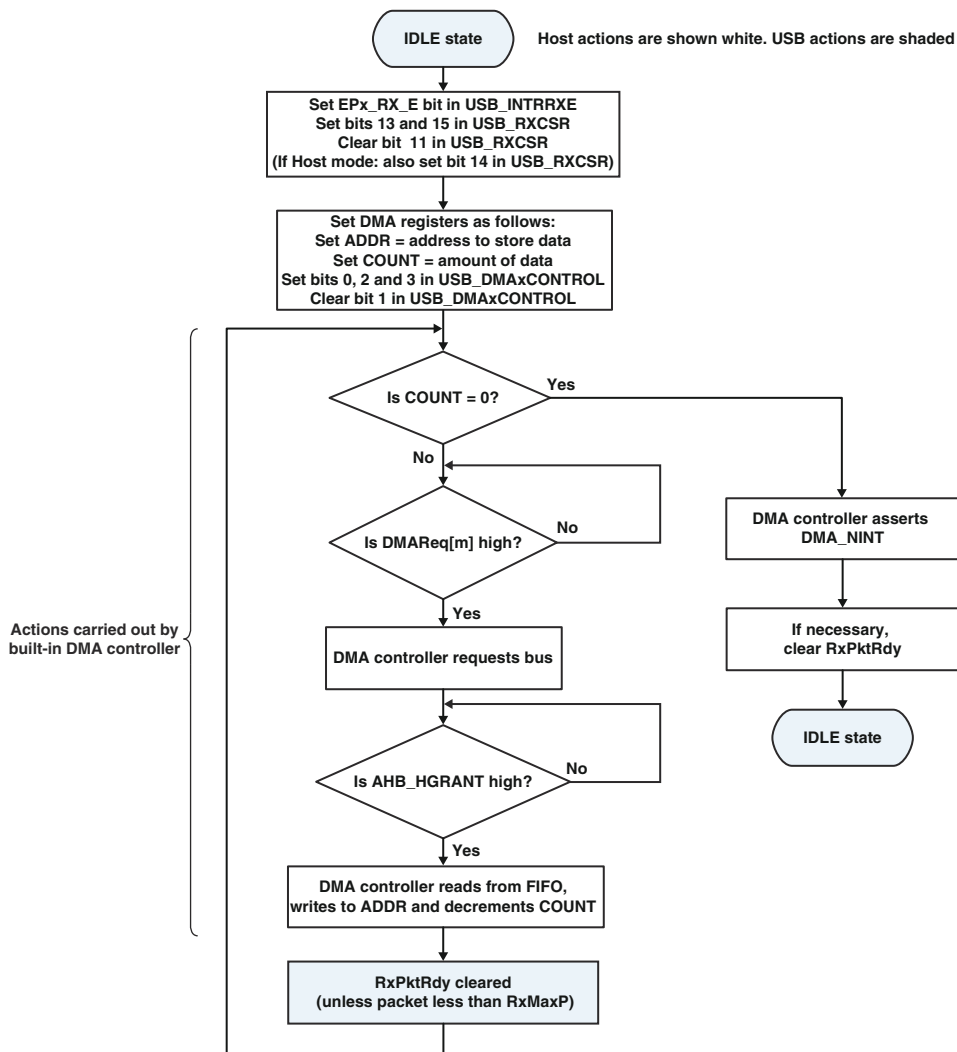 IDLE state
Host actions are shown white. USB actions are shaded
Set EPx_RX_E bit in USB_INTRRXE
Set bits 13 and 15 in USB_RXCSR
Clear bit 11 in USB_RXCSR
(If Host mode: also set bit 14 in USB_RXCSR)
Set DMA registers as follows:
Set ADDR = address to store data
Set COUNT = amount of data
Set bits 0, 2 and 3 in USB_DMAxCONTROL
Clear bit 1 in USB_DMAxCONTROL
Is COUNT = 0?
Yes
No
Is DMAReq[m] high?
No
Yes
DMA controller requests bus
Is AHB_HGRANT high?
No
Yes
DMA controller reads from FIFO,
writes to ADDR and decrements COUNT
RxPktRdy cleared
(unless packet less than RxMaxP)
Actions carried out by
built-in DMA controller
DMA controller asserts
DMA_NINT
If necessary,
clear RxPktRdy
IDLE state